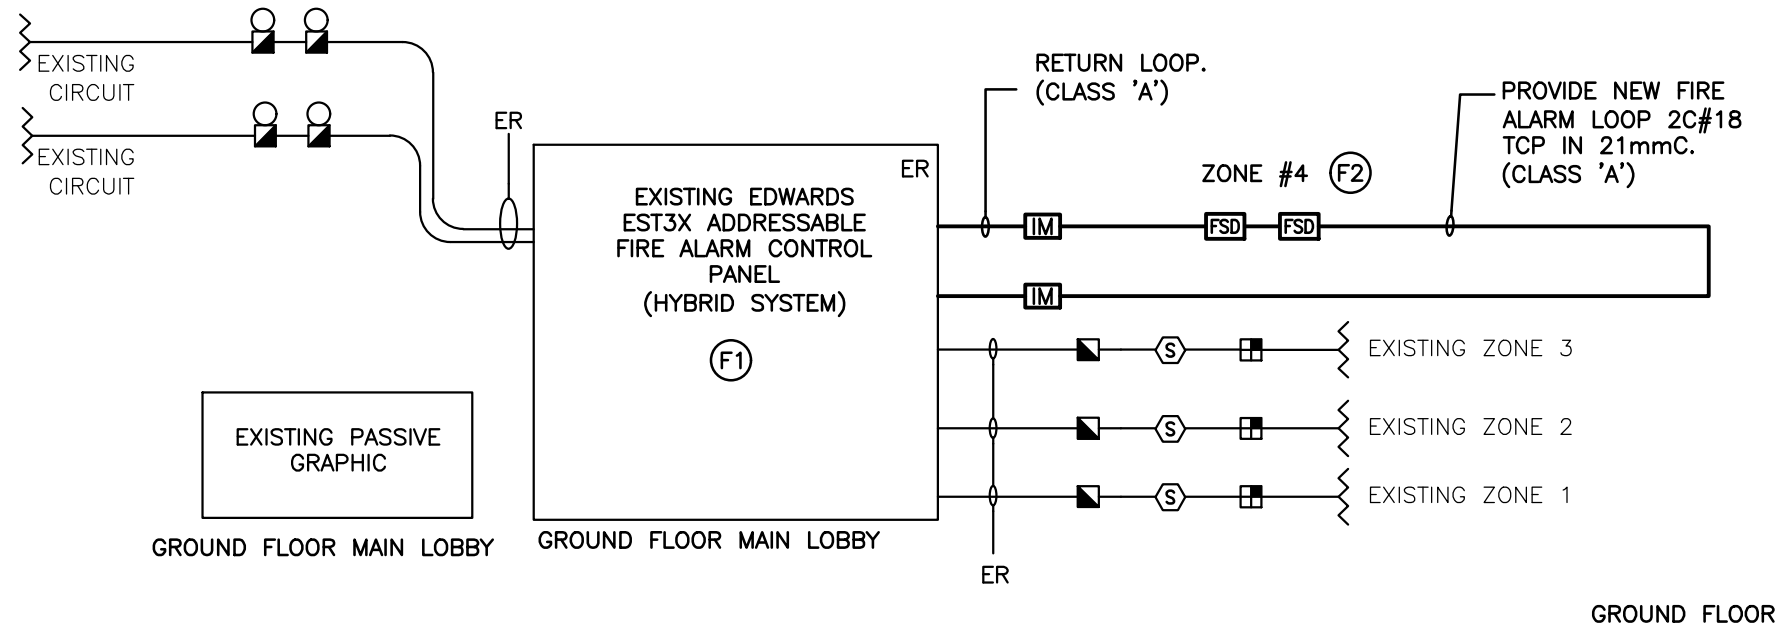 EXISTING
CIRCUIT
EXISTING
CIRCUIT
ER
ER
EXISTING EDWARDS
EST3X ADDRESSABLE
FIRE ALARM CONTROL
PANEL
(HYBRID SYSTEM)
F1
EXISTING PASSIVE
GRAPHIC
GROUND FLOOR MAIN LOBBY
GROUND FLOOR MAIN LOBBY
RETURN LOOP.
(CLASS 'A')
ZONE #4 F2
PROVIDE NEW FIRE
ALARM LOOP 2C#18
TCP IN 21mmC.
(CLASS 'A')
IM FSD FSD
IM
S EXISTING ZONE 3
S EXISTING ZONE 2
S EXISTING ZONE 1
ER
GROUND FLOOR